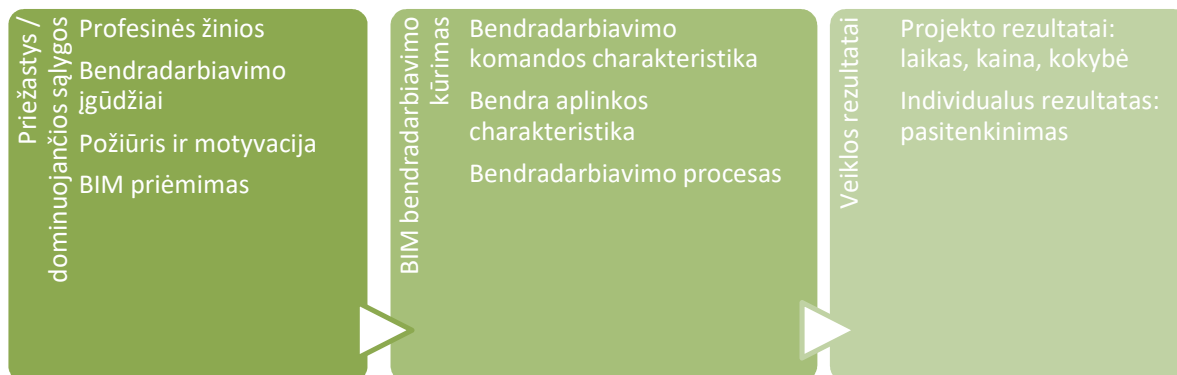 Priežastys /
dominuojančios sąlygos
Profesinės žinios
Bendradarbiavimo
įgūdžiai
Požiūris ir motyvacija
BIM priėmimas
BIM bendradarbiavimo
kūrimas
Bendradarbiavimo
komandos charakteristika
Bendra aplinkos
charakteristika
Bendradarbiavimo procesas
Veiklos rezultatai
Projekto rezultatai:
laikas, kaina, kokybė
Individualus rezultatas:
pasitenkinimas